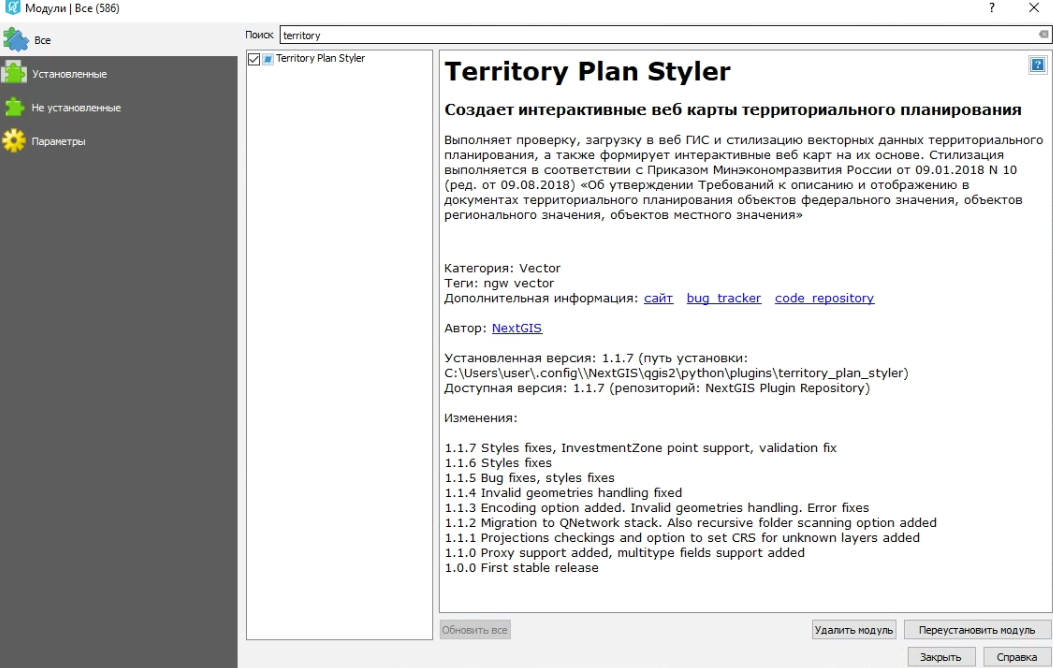 Модули | Все (586)
?
Все
Установленные
Не установленные
Параметры
Поиск
territory
Territory Plan Styler
Territory Plan Styler
?
Создает интерактивные веб карты территориального планирования
Выполняет проверку, загрузку в веб ГИС и стилизацию векторных данных территориального
планирования, а также формирует интерактивные веб карт на их основе. Стилизация
выполняется в соответствии с Приказом Минэкономразвития России от 09.01.2018 N 10
(ред. от 09.08.2018) «Об утверждении Требований к описанию и отображению в
документах территориального планирования объектов федерального значения, объектов
регионального значения, объектов местного значения»
Категория: Vector
Теги: ngw vector
Дополнительная информация: сайт bug tracker code repository
Автор: NextGIS
Установленная версия: 1.1.7 (путь установки:
C:\Users\user\.config\\NextGIS\qgis2\python\plugins\territory_plan_styler)
Доступная версия: 1.1.7 (репозиторий: NextGIS Plugin Repository)
Изменения:
1.1.7 Styles fixes, InvestmentZone point support, validation fix
1.1.6 Styles fixes
1.1.5 Bug fixes, styles fixes
1.1.4 Invalid geometries handling fixed
1.1.3 Encoding option added. Invalid geometries handling. Error fixes
1.1.2 Migration to QNetwork stack. Also recursive folder scanning option added
1.1.1 Projections checkings and option to set CRS for unknown layers added
1.1.0 Proxy support added, multitype fields support added
1.0.0 First stable release
Обновить все
Удалить модуль
Переустановить модуль
Закрыть
Справка